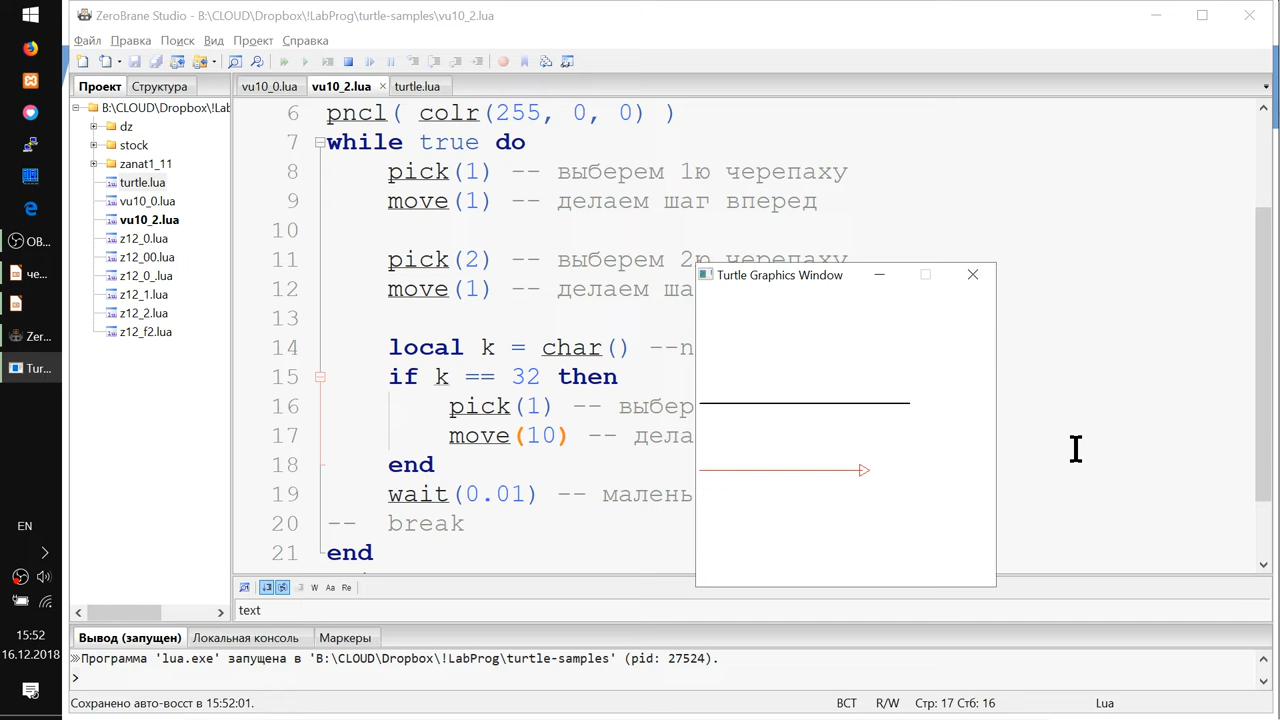 ZeroBrane Studio - B:\CLOUD\Dropbox\!LabProg\turtle-samples\vu10_2.lua
Файл Правка Поиск Вид Проект Справка
Проект Структура
vu10_0.lua vu10_2.lua turtle.lua
B:\CLOUD\Dropbox\!Lat
dz
stock
zanat1_11
turtle.lua
vu10_0.lua
vu10_2.lua
z12_0.lua
z12_00.lua
z12_0_.lua
z12_1.lua
z12_2.lua
z12_f2.lua
6 pncl( colr(255, 0, 0) )
7 while true do
8 pick(1) -- выберем 1ю черепаху
9 move(1) -- делаем шаг вперед
10
11 pick(2) -- выберем 2ю черепаху
12 move(1) -- делаем ша
13
14 local k = char() --n
15 if k == 32 then
16 pick(1) -- выбер
17 move(10) -- дела
18 end
19 wait(0.01) -- малень
20 -- break
21 end
Turtle Graphics Window
W Aa Re
text
Вывод (запущен) Локальная консоль Маркеры
Программа 'lua.exe' запущена в 'B:\CLOUD\Dropbox\!LabProg\turtle-samples' (pid: 27524).
>
Сохранено авто-восст в 15:52:01.
ВСТ R/W Стр: 17 Стб: 16 Lua
OB...
че...
Zer...
Tur...
EN
15:52
16.12.2018